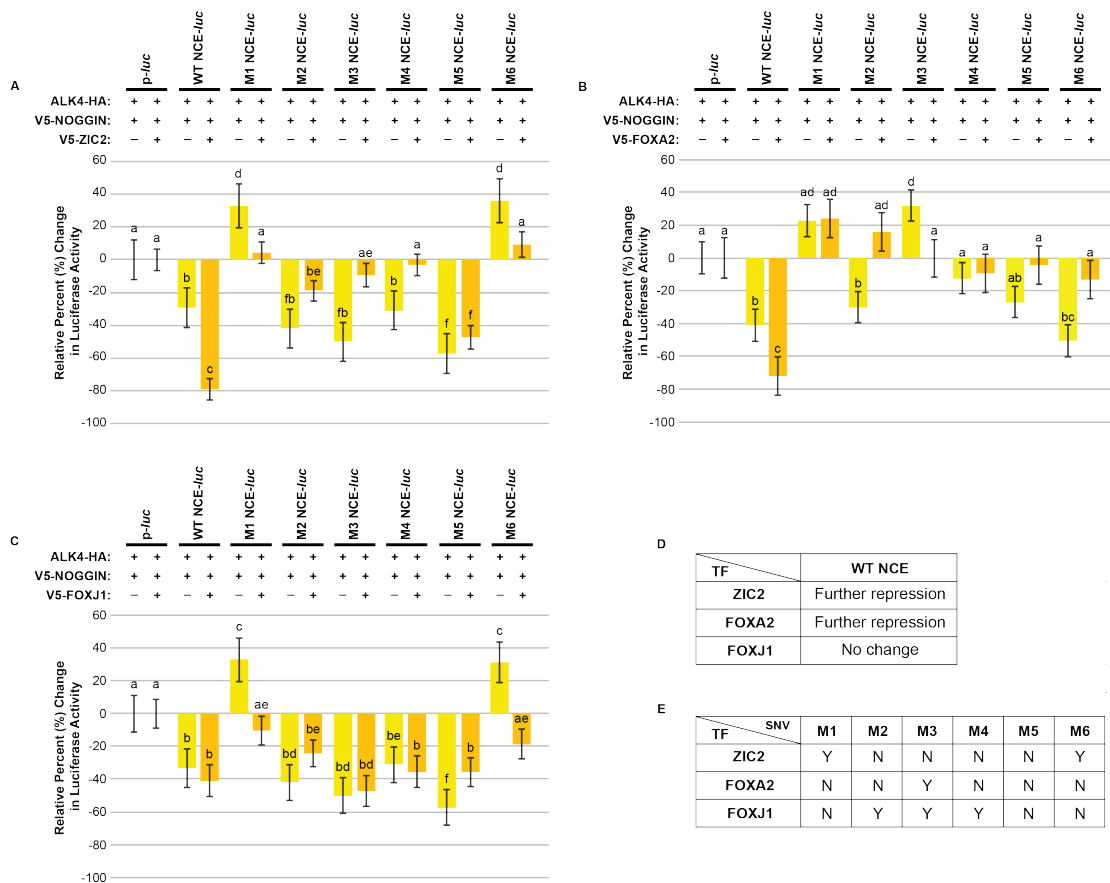 A
p-luc
WT NCE-luc
M1 NCE-luc
M2 NCE-luc
M3 NCE-luc
M4 NCE-luc
M5 NCE-luc
M6 NCE-luc
ALK4-HA: + + + + + + + + + + + + + + + +
V5-NOGGIN: + + + + + + + + + + + + + + + +
V5-ZIC2: – + – + – + – + – + – + – + – +
Relative Percent (%) Change
in Luciferase Activity
60
40
20
0
-20
-40
-60
-80
-100
a a b c d a fb be fb ae b a f f d a
B
p-luc
WT NCE-luc
M1 NCE-luc
M2 NCE-luc
M3 NCE-luc
M4 NCE-luc
M5 NCE-luc
M6 NCE-luc
ALK4-HA: + + + + + + + + + + + + + + + +
V5-NOGGIN: + + + + + + + + + + + + + + + +
V5-FOXA2: – + – + – + – + – + – + – + – +
Relative Percent (%) Change
in Luciferase Activity
60
40
20
0
-20
-40
-60
-80
-100
a a b c ad ad b ad d a a a ab a bc a
C
p-luc
WT NCE-luc
M1 NCE-luc
M2 NCE-luc
M3 NCE-luc
M4 NCE-luc
M5 NCE-luc
M6 NCE-luc
ALK4-HA: + + + + + + + + + + + + + + + +
V5-NOGGIN: + + + + + + + + + + + + + + + +
V5-FOXJ1: – + – + – + – + – + – + – + – +
Relative Percent (%) Change
in Luciferase Activity
60
40
20
0
-20
-40
-60
-80
-100
a a b b c ae bd be bd bd b b f b c ae
D
TF WT NCE
ZIC2 Further repression
FOXA2 Further repression
FOXJ1 No change
E
TF SNV M1 M2 M3 M4 M5 M6
ZIC2 Y N N N N Y
FOXA2 N N Y N N N
FOXJ1 N Y Y Y N N